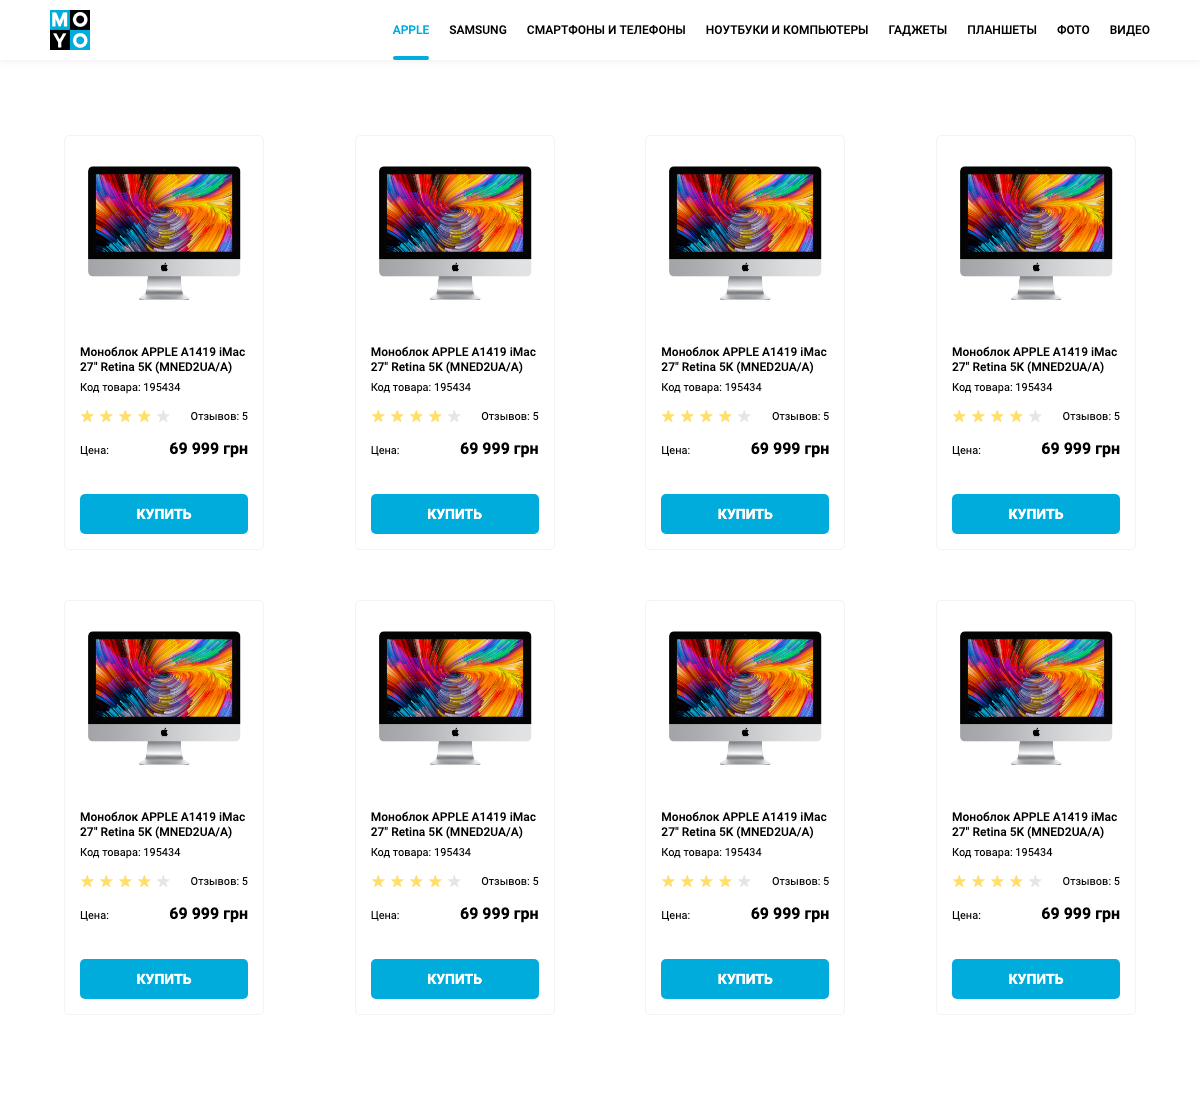 MO
YO
APPLE SAMSUNG СМАРТФОНЫ И ТЕЛЕФОНЫ НОУТБУКИ И КОМПЬЮТЕРЫ ГАДЖЕТЫ ПЛАНШЕТЫ ФОТО ВИДЕО
Моноблок APPLE A1419 iMac
27" Retina 5K (MNED2UA/A)
Код товара: 195434
Отзывов: 5
Цена: 69 999 грн
КУПИТЬ
Моноблок APPLE A1419 iMac
27" Retina 5K (MNED2UA/A)
Код товара: 195434
Отзывов: 5
Цена: 69 999 грн
КУПИТЬ
Моноблок APPLE A1419 iMac
27" Retina 5K (MNED2UA/A)
Код товара: 195434
Отзывов: 5
Цена: 69 999 грн
КУПИТЬ
Моноблок APPLE A1419 iMac
27" Retina 5K (MNED2UA/A)
Код товара: 195434
Отзывов: 5
Цена: 69 999 грн
КУПИТЬ
Моноблок APPLE A1419 iMac
27" Retina 5K (MNED2UA/A)
Код товара: 195434
Отзывов: 5
Цена: 69 999 грн
КУПИТЬ
Моноблок APPLE A1419 iMac
27" Retina 5K (MNED2UA/A)
Код товара: 195434
Отзывов: 5
Цена: 69 999 грн
КУПИТЬ
Моноблок APPLE A1419 iMac
27" Retina 5K (MNED2UA/A)
Код товара: 195434
Отзывов: 5
Цена: 69 999 грн
КУПИТЬ
Моноблок APPLE A1419 iMac
27" Retina 5K (MNED2UA/A)
Код товара: 195434
Отзывов: 5
Цена: 69 999 грн
КУПИТЬ